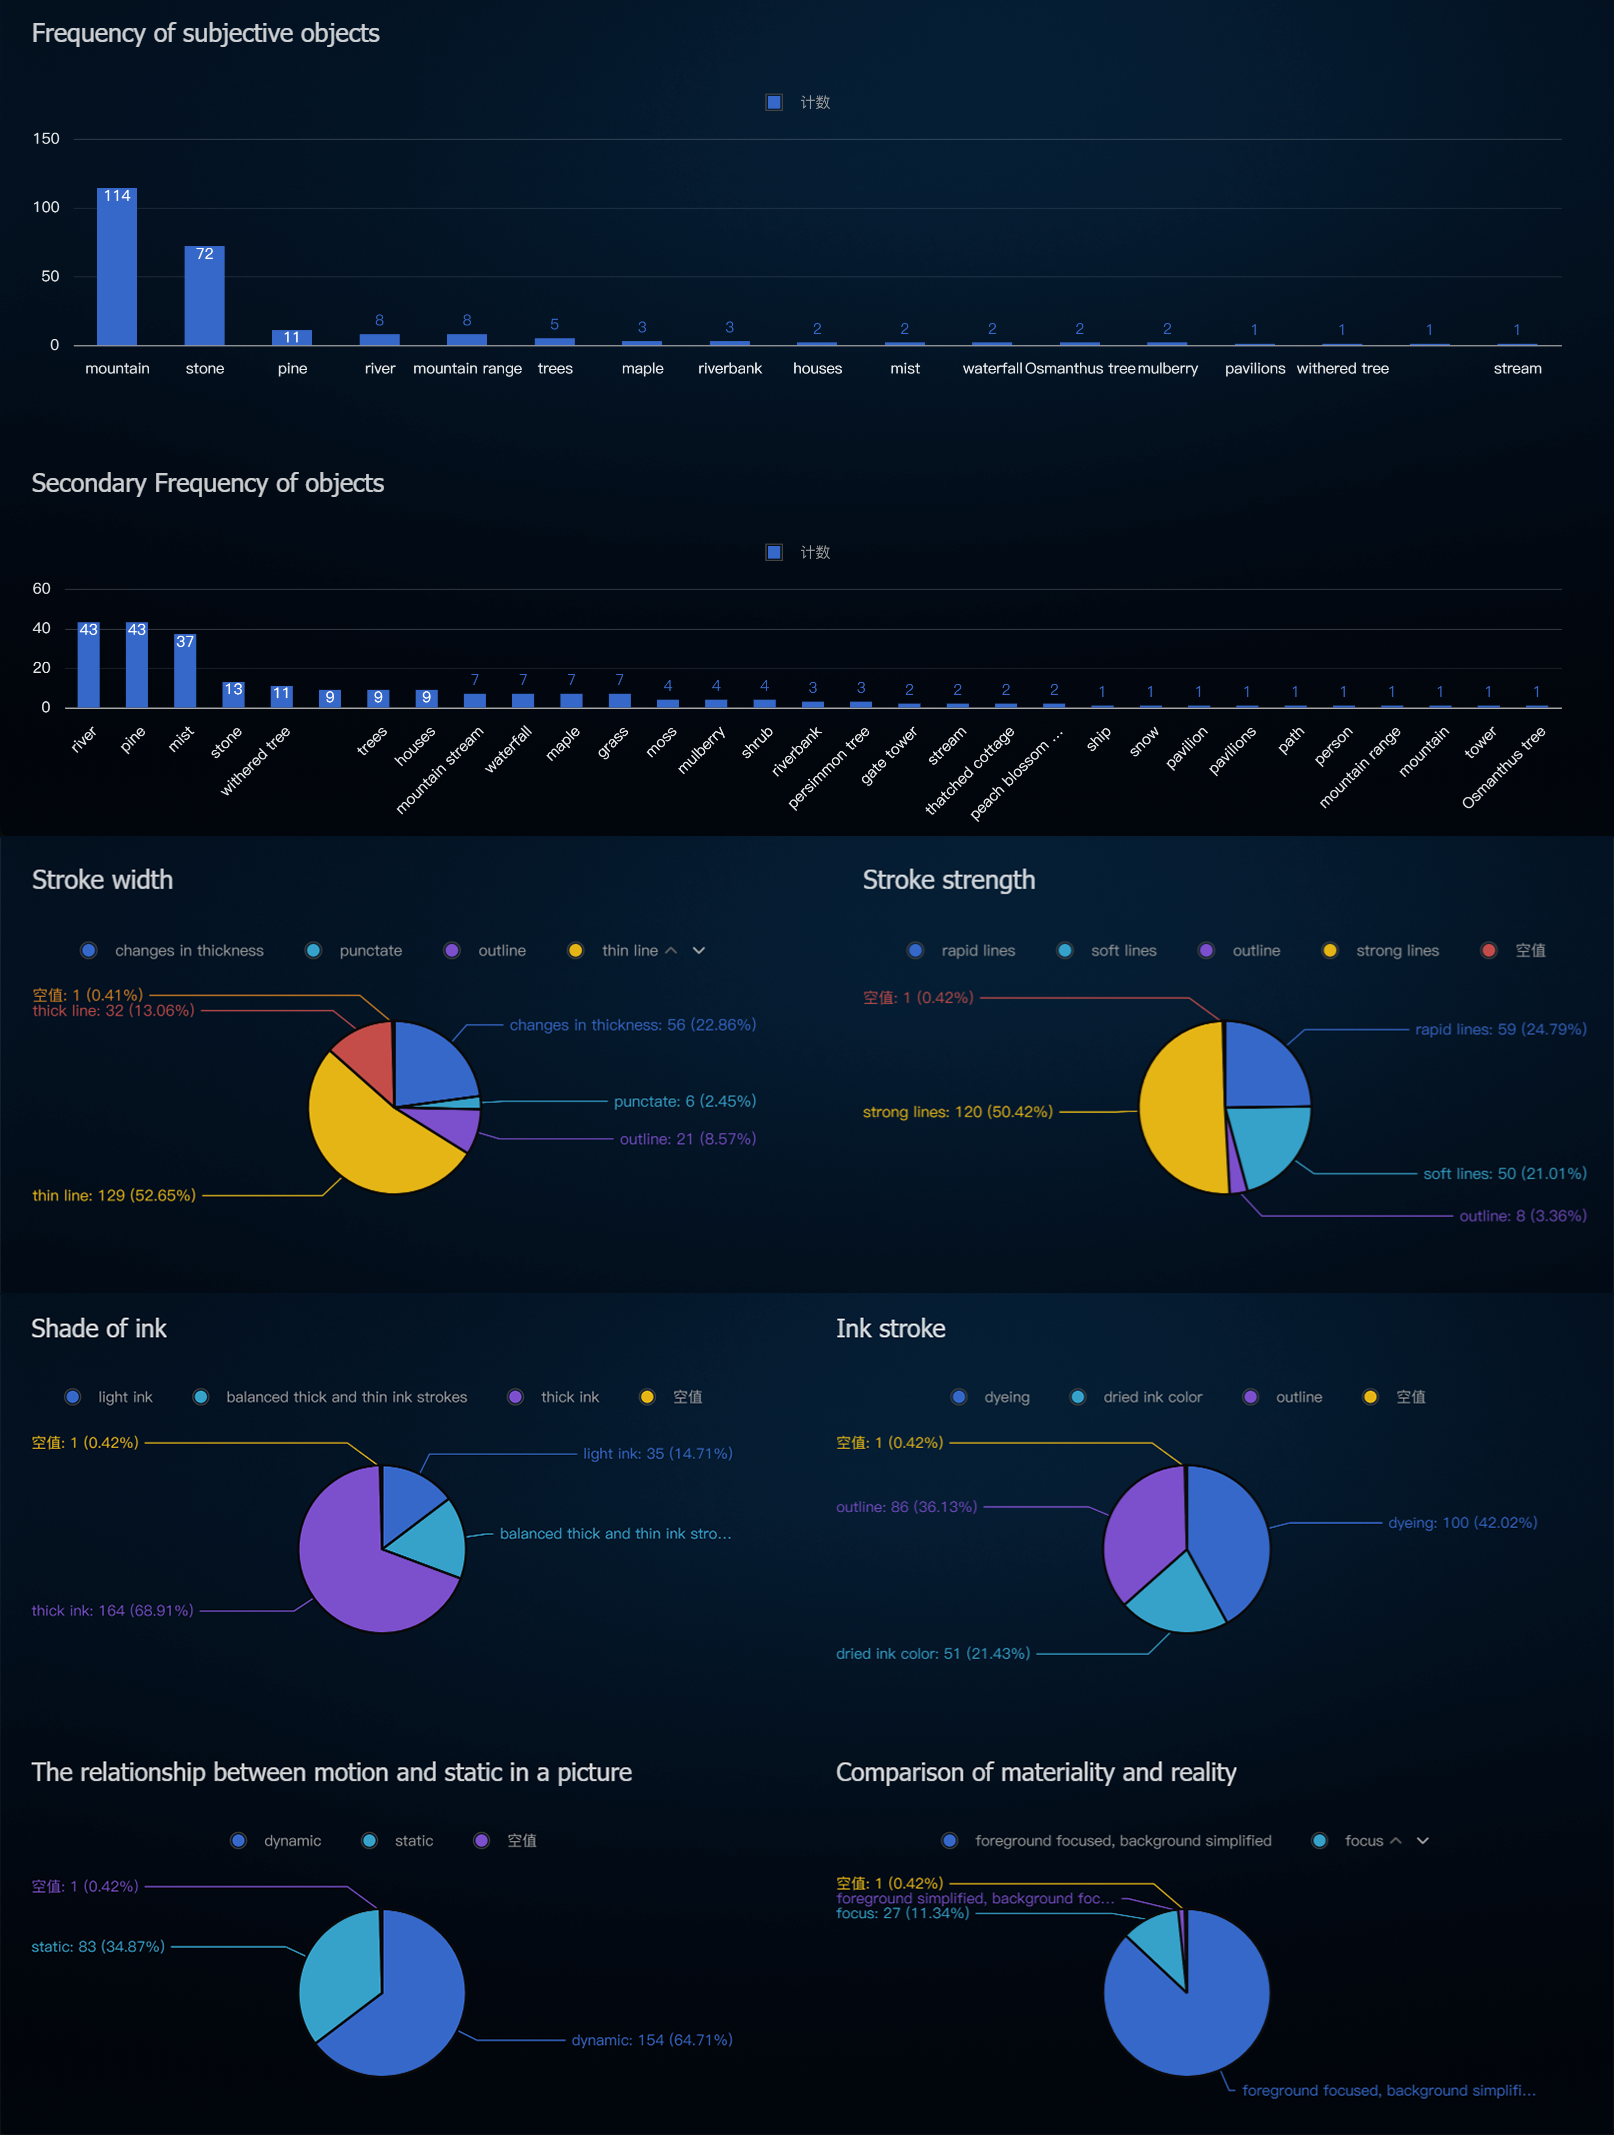 Frequency of subjective objects
计数
150
100
50
0
114
72
11
8
8
5
3
3
2
2
2
2
2
1
1
1
1
mountain
stone
pine
river
mountain range
trees
maple
riverbank
houses
mist
waterfall
Osmanthus tree
mulberry
pavilions
withered tree
stream
Secondary Frequency of objects
计数
60
40
20
0
43
43
37
13
11
9
9
9
7
7
7
7
4
4
4
3
3
2
2
2
2
1
1
1
1
1
1
1
1
1
1
river
pine
mist
stone
withered tree
trees
houses
mountain stream
waterfall
maple
grass
moss
mulberry
shrub
riverbank
persimmon tree
gate tower
stream
thatched cottage
peach blossom ...
ship
snow
pavilion
pavilions
path
person
mountain range
mountain
tower
Osmanthus tree
Stroke width
changes in thickness
punctate
outline
thin line
空值: 1 (0.41%)
thick line: 32 (13.06%)
changes in thickness: 56 (22.86%)
punctate: 6 (2.45%)
outline: 21 (8.57%)
thin line: 129 (52.65%)
Stroke strength
rapid lines
soft lines
outline
strong lines
空值
空值: 1 (0.42%)
rapid lines: 59 (24.79%)
strong lines: 120 (50.42%)
soft lines: 50 (21.01%)
outline: 8 (3.36%)
Shade of ink
light ink
balanced thick and thin ink strokes
thick ink
空值
空值: 1 (0.42%)
light ink: 35 (14.71%)
balanced thick and thin ink stro...
thick ink: 164 (68.91%)
Ink stroke
dyeing
dried ink color
outline
空值
空值: 1 (0.42%)
outline: 86 (36.13%)
dyeing: 100 (42.02%)
dried ink color: 51 (21.43%)
The relationship between motion and static in a picture
dynamic
static
空值
空值: 1 (0.42%)
static: 83 (34.87%)
dynamic: 154 (64.71%)
Comparison of materiality and reality
foreground focused, background simplified
focus
空值: 1 (0.42%)
foreground simplified, background foc...
focus: 27 (11.34%)
foreground focused, background simplifi...